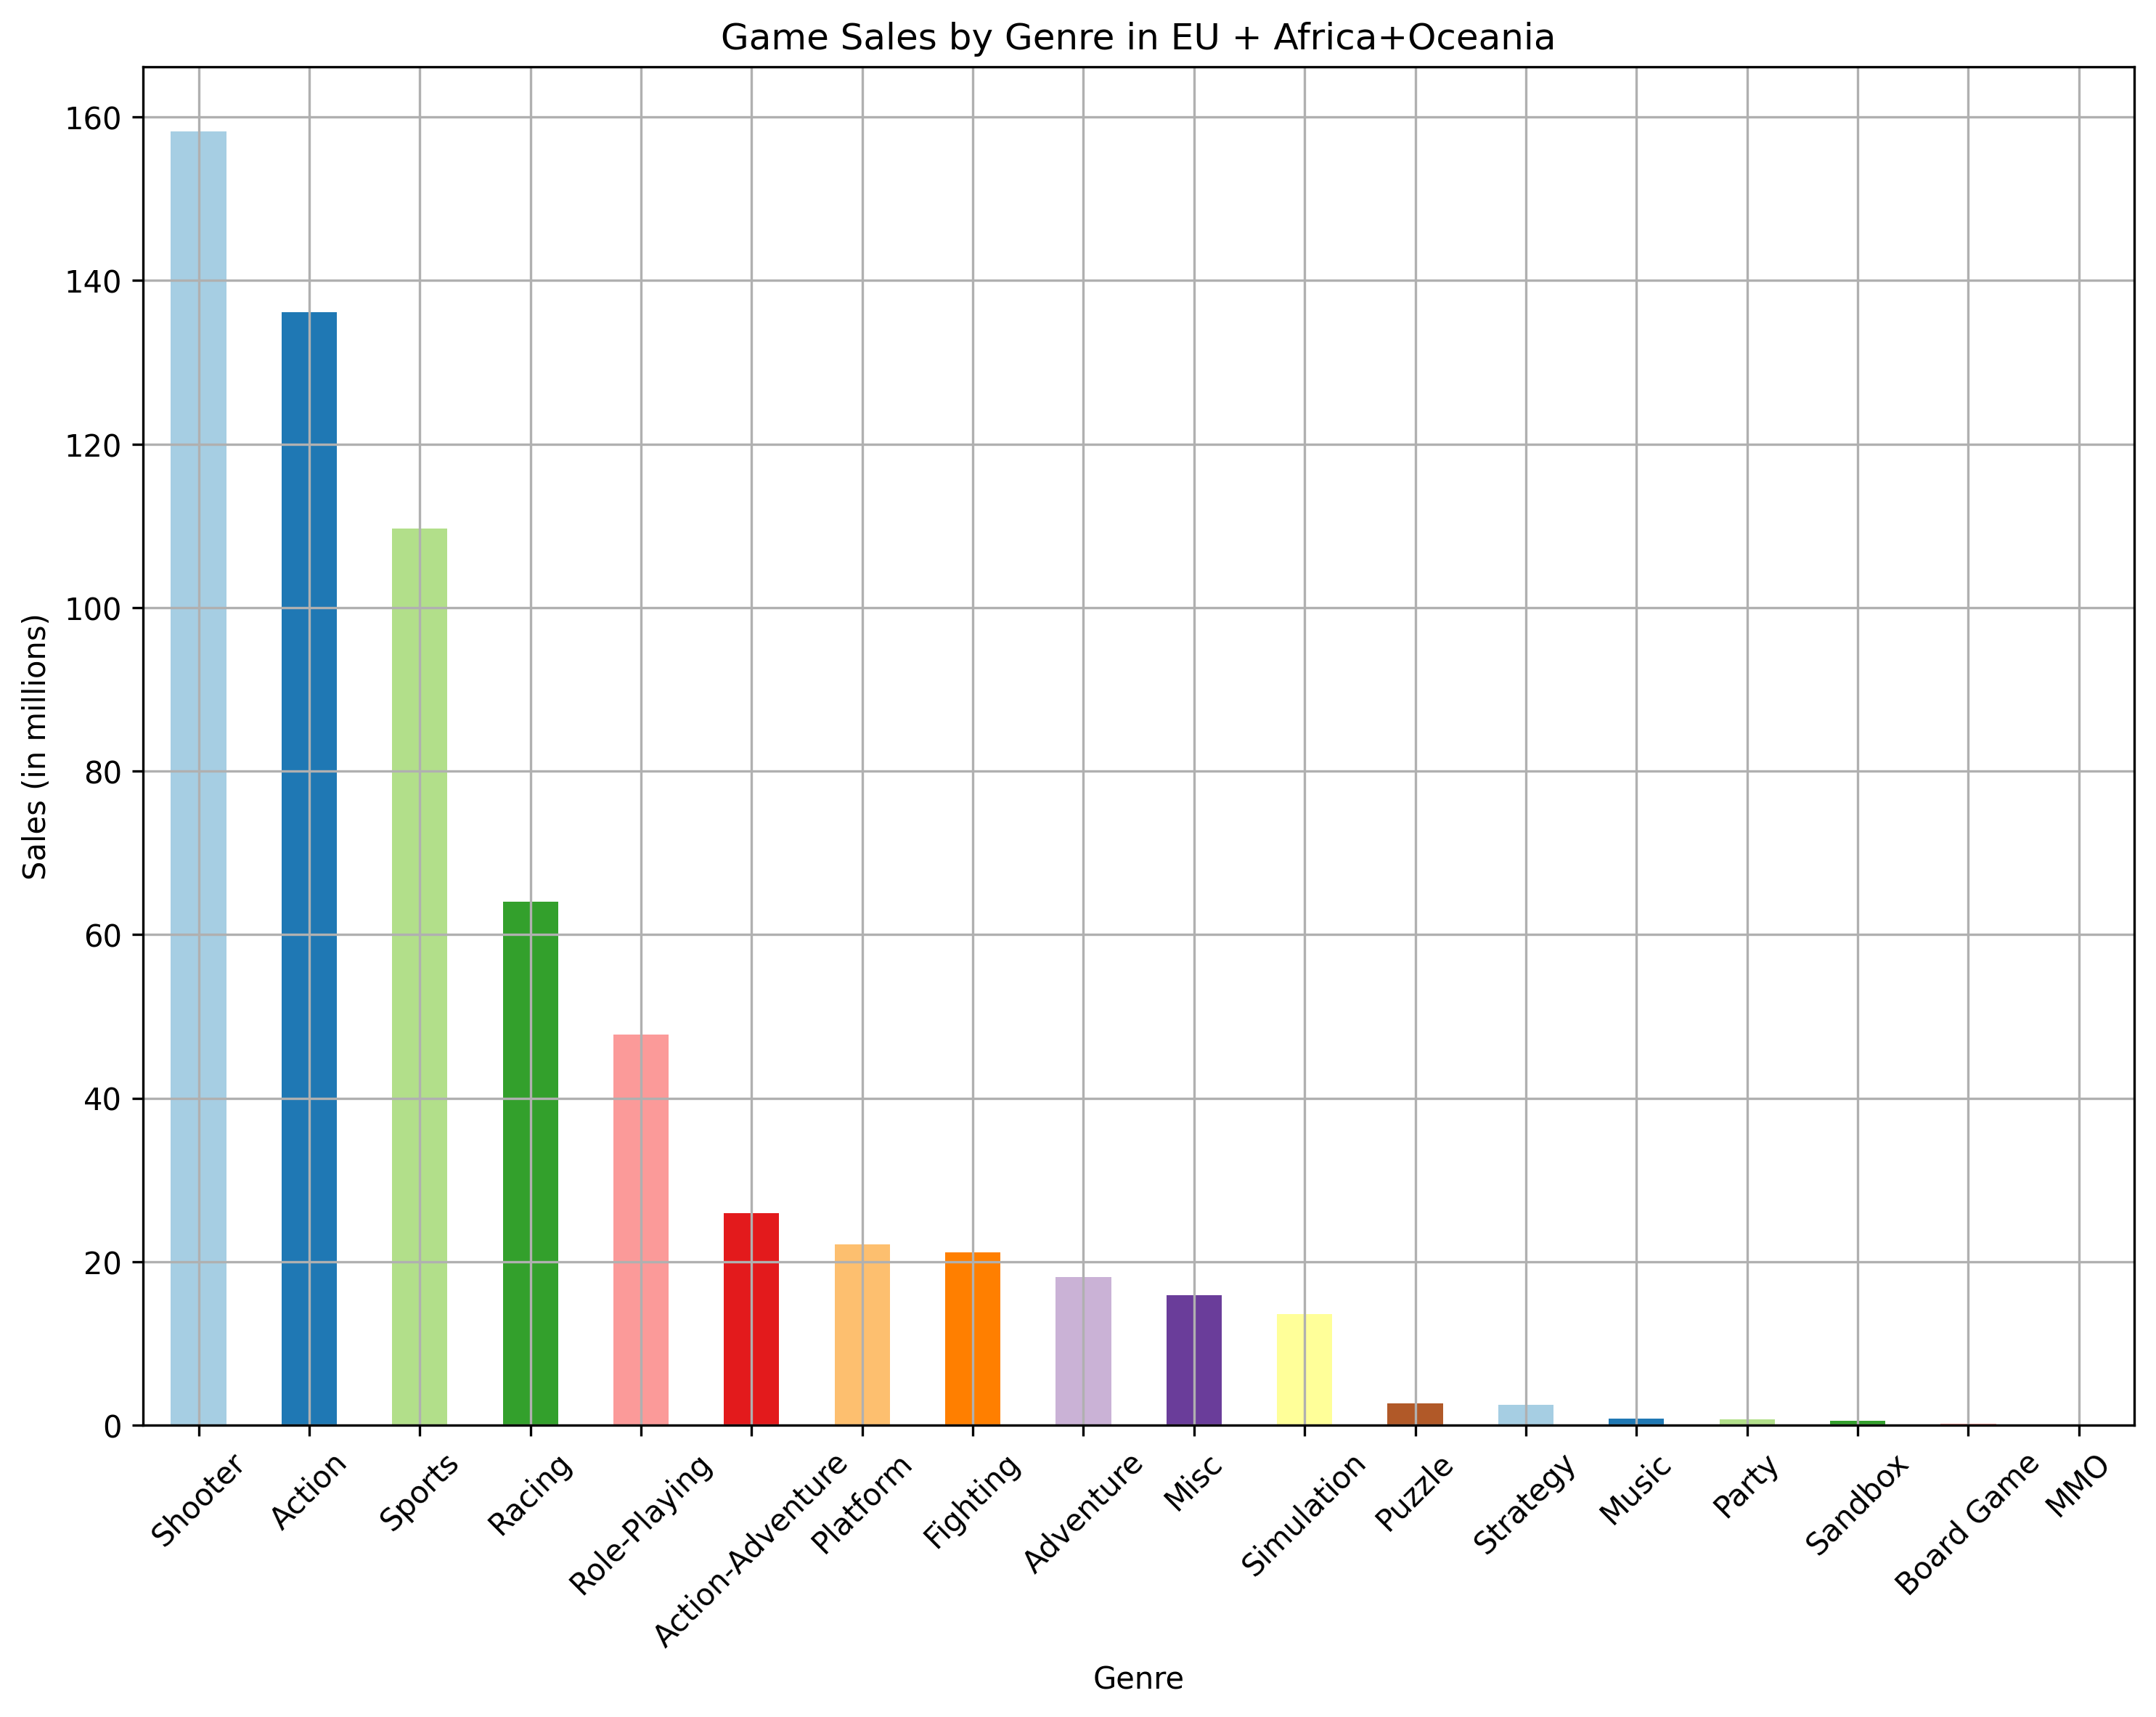 Game Sales by Genre in EU + Africa+Oceania
Sales (in millions)
160
140
120
100
80
60
40
20
0
Shooter
Action
Sports
Racing
Role-Playing
Action-Adventure
Platform
Fighting
Adventure
Misc
Simulation
Puzzle
Strategy
Music
Party
Sandbox
Board Game
MMO
Genre